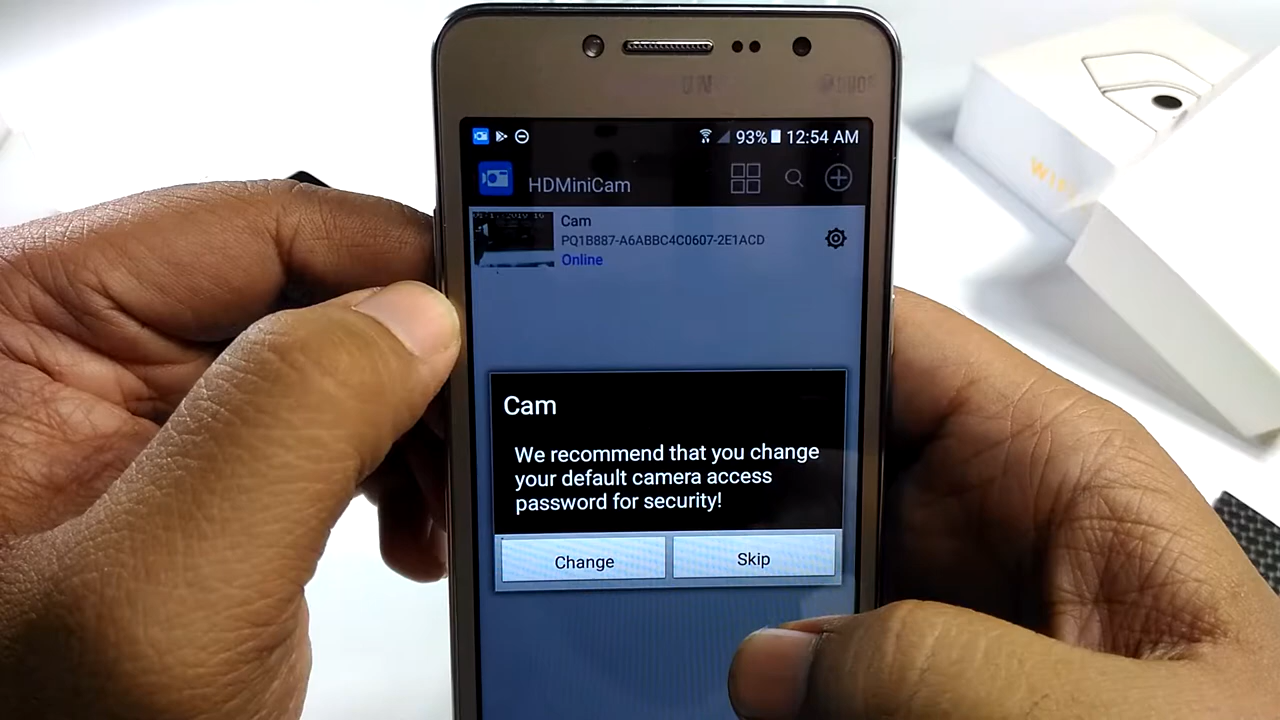 93% 12:54 AM
HDMiniCam
Cam
PQ1B887-A6ABBC4C0607-2E1ACD
Online
Cam
We recommend that you change
your default camera access
password for security!
Change
Skip